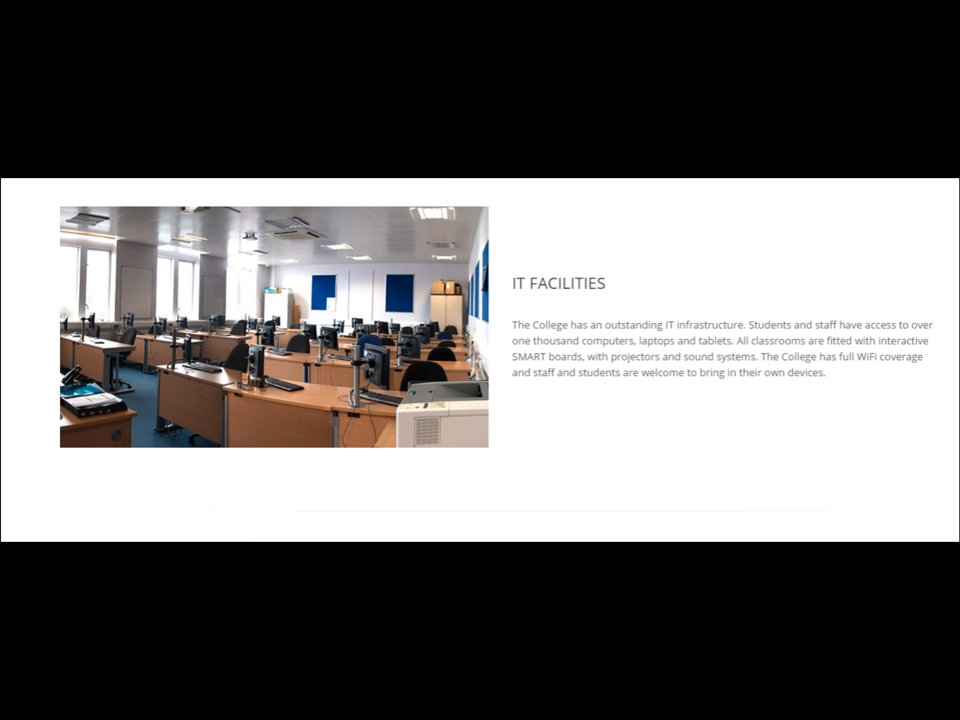 IT FACILITIES
The College has an outstanding IT infrastructure. Students and staff have access to over
one thousand computers, laptops and tablets. All classrooms are fitted with interactive
SMART boards, with projectors and sound systems. The College has full WiFi coverage
and staff and students are welcome to bring in their own devices.